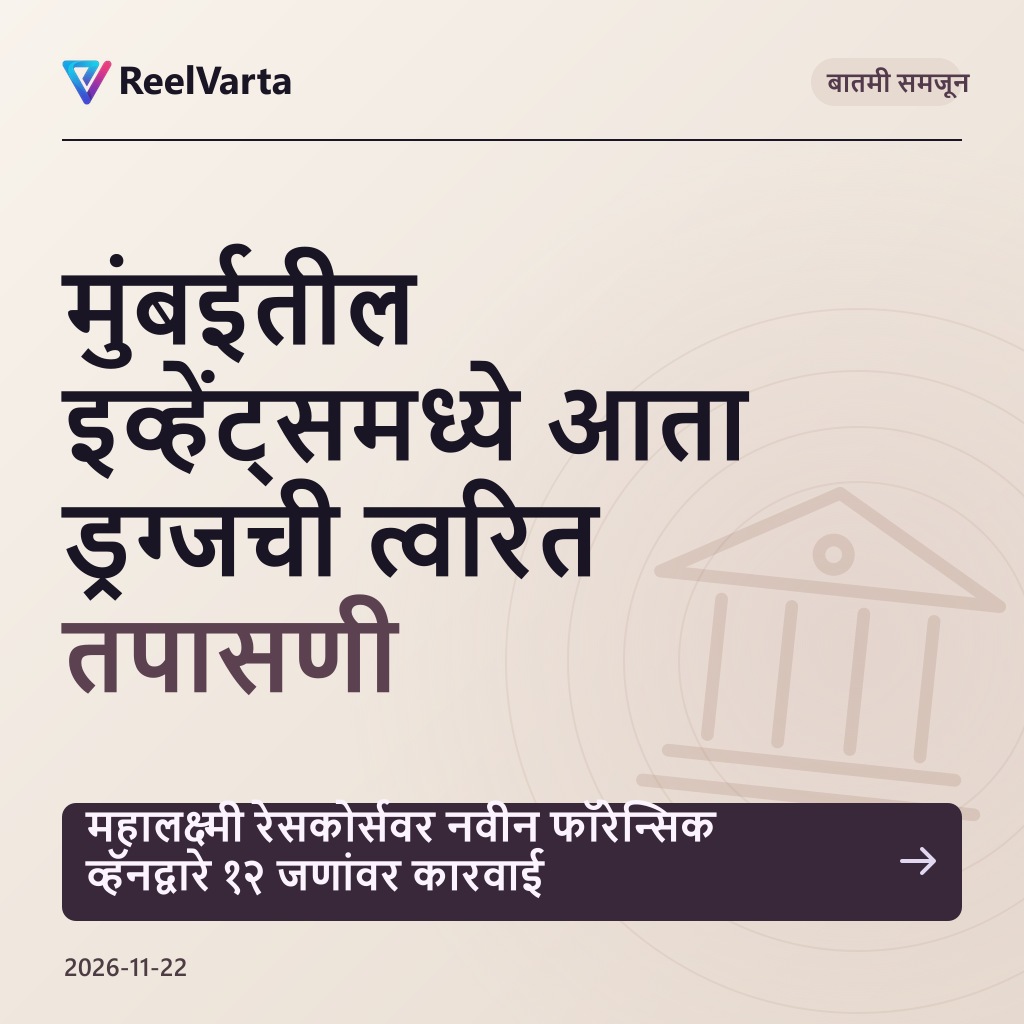 ReelVarta
बातमी समजून
मुंबईतील
इव्हेंट्समध्ये आता
ड्रग्जची त्वरित
तपासणी
महालक्ष्मी रेसकोर्सवर नवीन फॉरेन्सिक
व्हॅनद्वारे १२ जणांवर कारवाई
2026-11-22